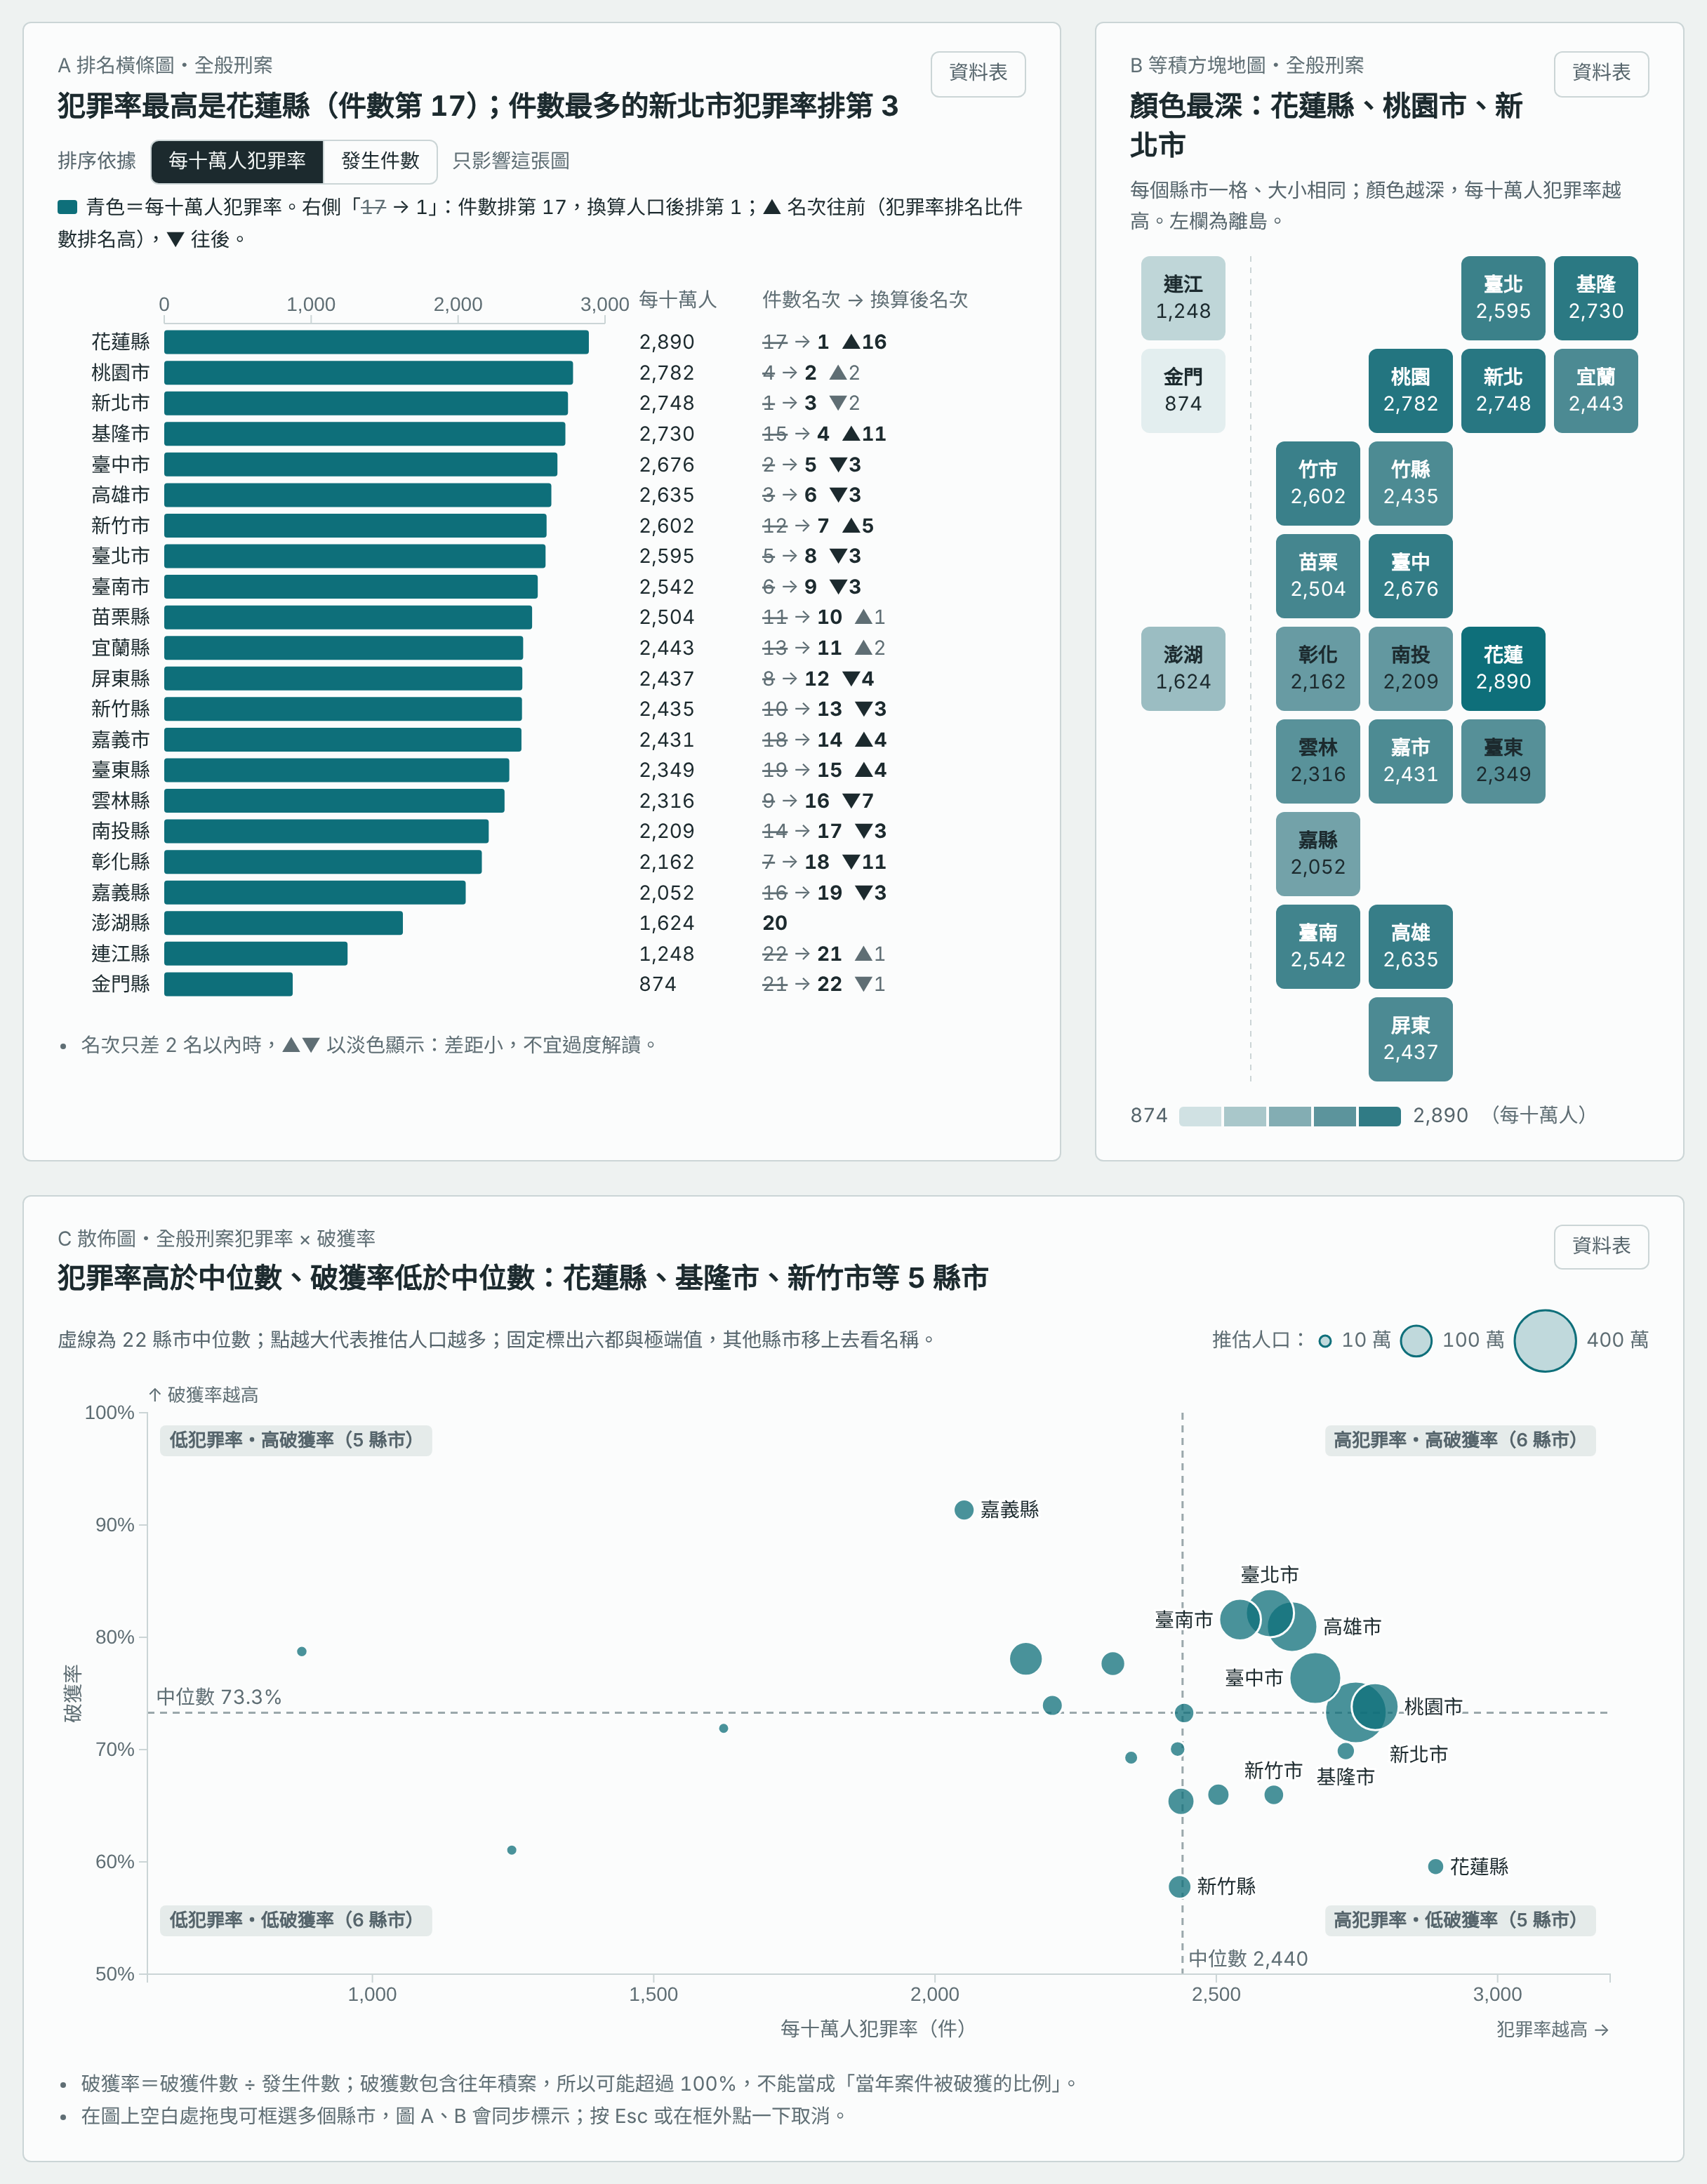 A 排名橫條圖・全般刑案
資料表
犯罪率最高是花蓮縣（件數第 17）；件數最多的新北市犯罪率排第 3
排序依據 每十萬人犯罪率 發生件數 只影響這張圖
青色＝每十萬人犯罪率。右側「17 → 1」：件數排第 17，換算人口後排第 1；▲ 名次往前（犯罪率排名比件
數排名高），▼ 往後。
0 1,000 2,000 3,000 每十萬人 件數名次 → 換算後名次
花蓮縣 2,890 17 → 1 ▲16
桃園市 2,782 4 → 2 ▲2
新北市 2,748 1 → 3 ▼2
基隆市 2,730 15 → 4 ▲11
臺中市 2,676 2 → 5 ▼3
高雄市 2,635 3 → 6 ▼3
新竹市 2,602 12 → 7 ▲5
臺北市 2,595 5 → 8 ▼3
臺南市 2,542 6 → 9 ▼3
苗栗縣 2,504 11 → 10 ▲1
宜蘭縣 2,443 13 → 11 ▲2
屏東縣 2,437 8 → 12 ▼4
新竹縣 2,435 10 → 13 ▼3
嘉義市 2,431 18 → 14 ▲4
臺東縣 2,349 19 → 15 ▲4
雲林縣 2,316 9 → 16 ▼7
南投縣 2,209 14 → 17 ▼3
彰化縣 2,162 7 → 18 ▼11
嘉義縣 2,052 16 → 19 ▼3
澎湖縣 1,624 20
連江縣 1,248 22 → 21 ▲1
金門縣 874 21 → 22 ▼1
• 名次只差 2 名以內時，▲▼ 以淡色顯示：差距小，不宜過度解讀。
B 等積方塊地圖・全般刑案
資料表
顏色最深：花蓮縣、桃園市、新
北市
每個縣市一格、大小相同；顏色越深，每十萬人犯罪率越
高。左欄為離島。
連江 臺北 基隆
1,248 2,595 2,730
金門 桃園 新北 宜蘭
874 2,782 2,748 2,443
竹市 竹縣
2,602 2,435
苗栗 臺中
2,504 2,676
澎湖 彰化 南投 花蓮
1,624 2,162 2,209 2,890
雲林 嘉市 臺東
2,316 2,431 2,349
嘉縣
2,052
臺南 高雄
2,542 2,635
屏東
2,437
874 2,890 （每十萬人）
C 散佈圖・全般刑案犯罪率 × 破獲率
資料表
犯罪率高於中位數、破獲率低於中位數：花蓮縣、基隆市、新竹市等 5 縣市
虛線為 22 縣市中位數；點越大代表推估人口越多；固定標出六都與極端值，其他縣市移上去看名稱。
推估人口： 10 萬 100 萬 400 萬
↑ 破獲率越高
100%
低犯罪率・高破獲率（5 縣市） 高犯罪率・高破獲率（6 縣市）
嘉義縣
90%
臺北市
臺南市 高雄市
80%
臺中市
破獲率
中位數 73.3%
桃園市
70%
新北市
新竹市 基隆市
60%
花蓮縣
新竹縣
低犯罪率・低破獲率（6 縣市） 高犯罪率・低破獲率（5 縣市）
中位數 2,440
50%
1,000 1,500 2,000 2,500 3,000
每十萬人犯罪率（件）
犯罪率越高 →
• 破獲率＝破獲件數 ÷ 發生件數；破獲數包含往年積案，所以可能超過 100%，不能當成「當年案件被破獲的比例」。
• 在圖上空白處拖曳可框選多個縣市，圖 A、B 會同步標示；按 Esc 或在框外點一下取消。